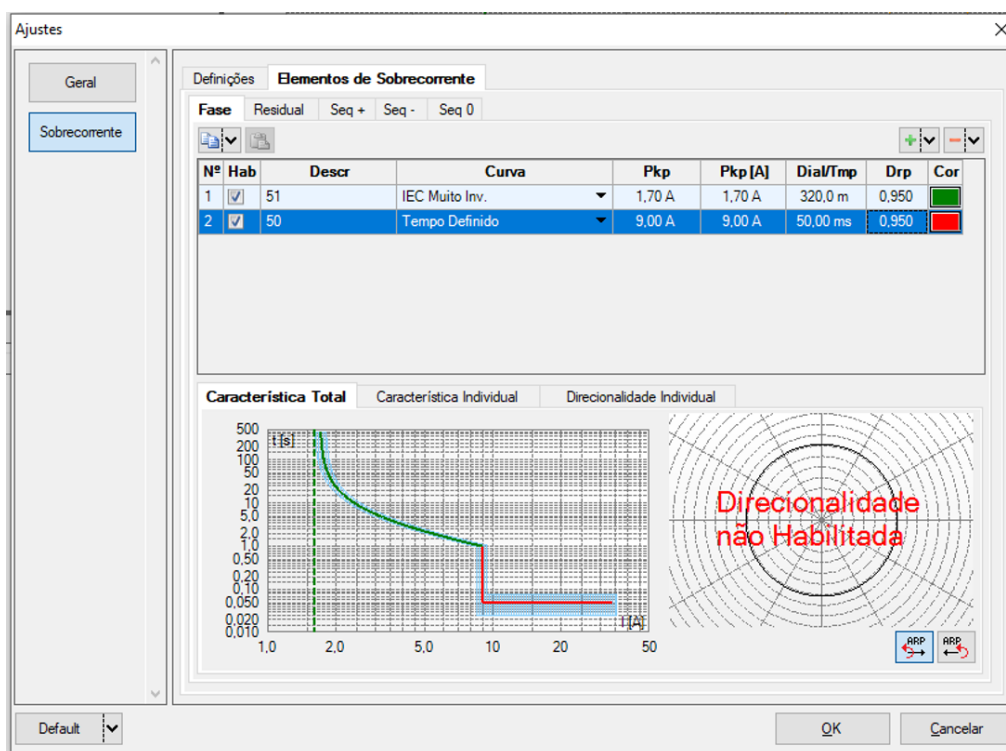 Ajustes
Geral
Sobrecorrente
Definições Elementos de Sobrecorrente
Fase Residual Seq + Seq - Seq 0
Nº Hab Descr Curva Pkp Pkp [A] Dial/Tmp Drp Cor
1 51 IEC Muito Inv. 1,70 A 1,70 A 320,0 m 0,950
2 50 Tempo Definido 9,00 A 9,00 A 50,00 ms 0,950
Característica Total Característica Individual Direcionalidade Individual
t [s]
500
200
100
50
20
10
5,0
2,0
1,0
0,50
0,20
0,10
0,050
0,020
0,010
I [A]
1,0 2,0 5,0 10 20 50
Direcionalidade
não Habilitada
ARP ARP
Default OK Cancelar